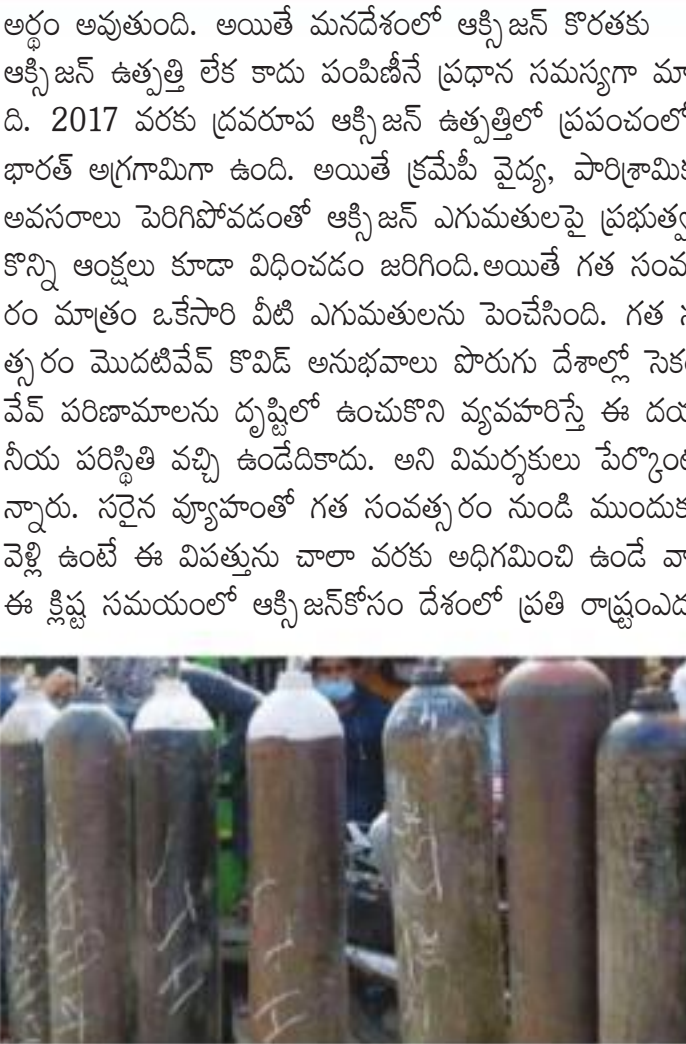 అర్థం అవుతుంది. అయితే మనదేశంలో ఆక్సిజన్ కొరతకు
ఆక్సిజన్ ఉత్పత్తి లేక కాదు పంపిణీనే ప్రధాన సమస్యగా మా
ది. 2017 వరకు ద్రవరూప ఆక్సిజన్ ఉత్పత్తిలో ప్రపంచంలో
భారత్ అగ్రగామిగా ఉంది. అయితే క్రమేపీ వైద్య, పారిశ్రామిక
అవసరాలు పెరిగిపోవడంతో ఆక్సిజన్ ఎగుమతులపై ప్రభుత్వ
కొన్ని ఆంక్షలు కూడా విధించడం జరిగింది.అయితే గత సంవ
రం మాత్రం ఒకేసారి వీటి ఎగుమతులను పెంచేసింది. గత
త్సరం మొదటివేవ్ కొవిడ్ అనుభవాలు పొరుగు దేశాల్లో సెక
వేవ్ పరిణామాలను దృష్టిలో ఉంచుకొని వ్యవహరిస్తే ఈ దయ
నీయ పరిస్థితి వచ్చి ఉండేదికాదు. అని విమర్శకులు పేర్కొంట
న్నారు. సరైన వ్యూహంతో గత సంవత్సరం నుండి ముందుక
వెళ్లి ఉంటే ఈ విపత్తును చాలా వరకు అధిగమించి ఉండే వా
ఈ క్లిష్ట సమయంలో ఆక్సిజన్‌కోసం దేశంలో ప్రతి రాష్ట్రంఎద